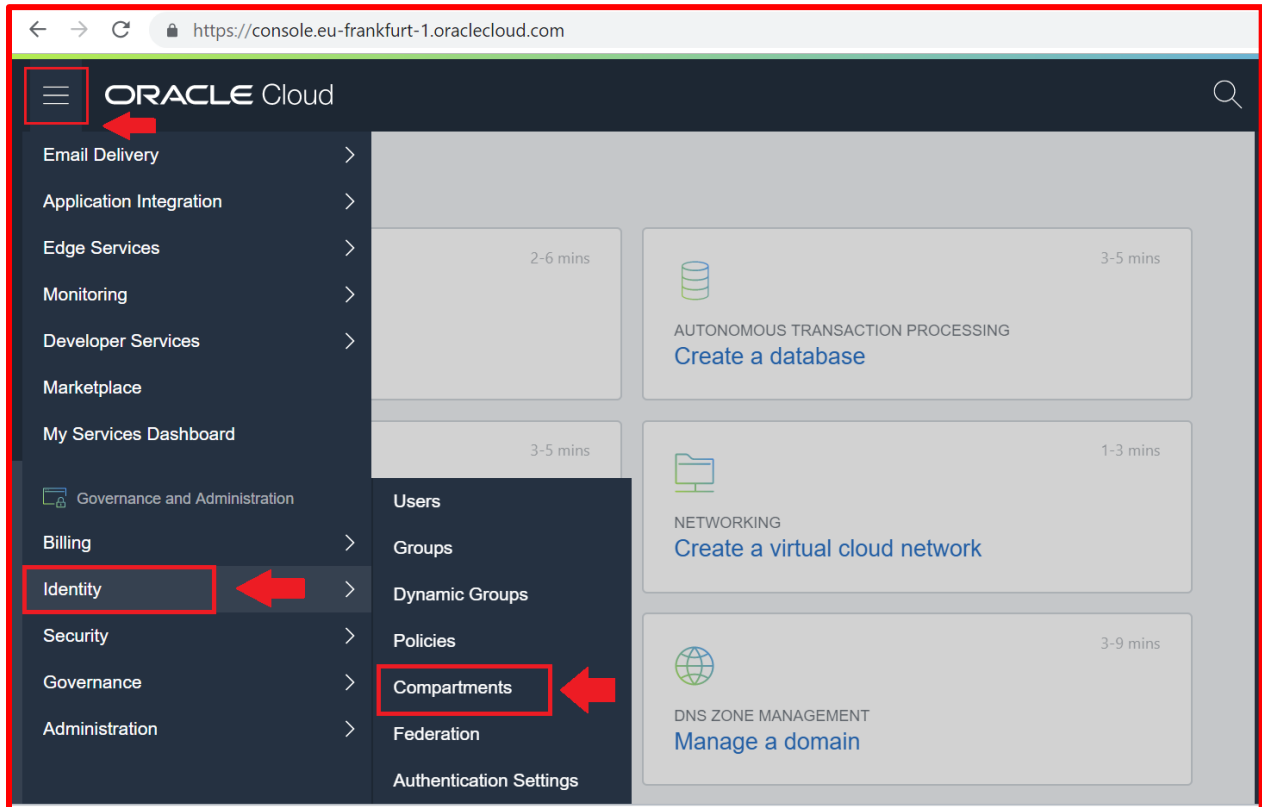 https://console.eu-frankfurt-1.oraclecloud.com
ORACLE Cloud
Email Delivery
Application Integration
Edge Services
Monitoring
Developer Services
Marketplace
My Services Dashboard
Governance and Administration
Billing
Identity
Security
Governance
Administration
Users
Groups
Dynamic Groups
Policies
Compartments
Federation
Authentication Settings
2-6 mins
3-5 mins
3-5 mins
AUTONOMOUS TRANSACTION PROCESSING
Create a database
1-3 mins
NETWORKING
Create a virtual cloud network
3-9 mins
DNS ZONE MANAGEMENT
Manage a domain